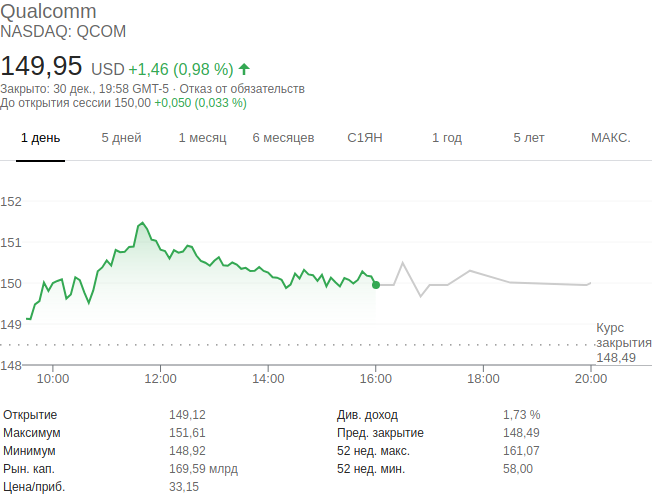 Qualcomm
NASDAQ: QCOM
149,95 USD +1,46 (0,98 %)
Закрыто: 30 дек., 19:58 GMT-5 · Отказ от обязательств
До открытия сессии 150,00 +0,050 (0,033 %)
1 день 5 дней 1 месяц 6 месяцев С1ЯН 1 год 5 лет МАКС.
152
151
150
149
Курс
закрытия
148,49
148
10:00 12:00 14:00 16:00 18:00 20:00
Открытие 149,12 Див. доход 1,73 %
Максимум 151,61 Пред. закрытие 148,49
Минимум 148,92 52 нед. макс. 161,07
Рын. кап. 169,59 млрд 52 нед. мин. 58,00
Цена/приб. 33,15